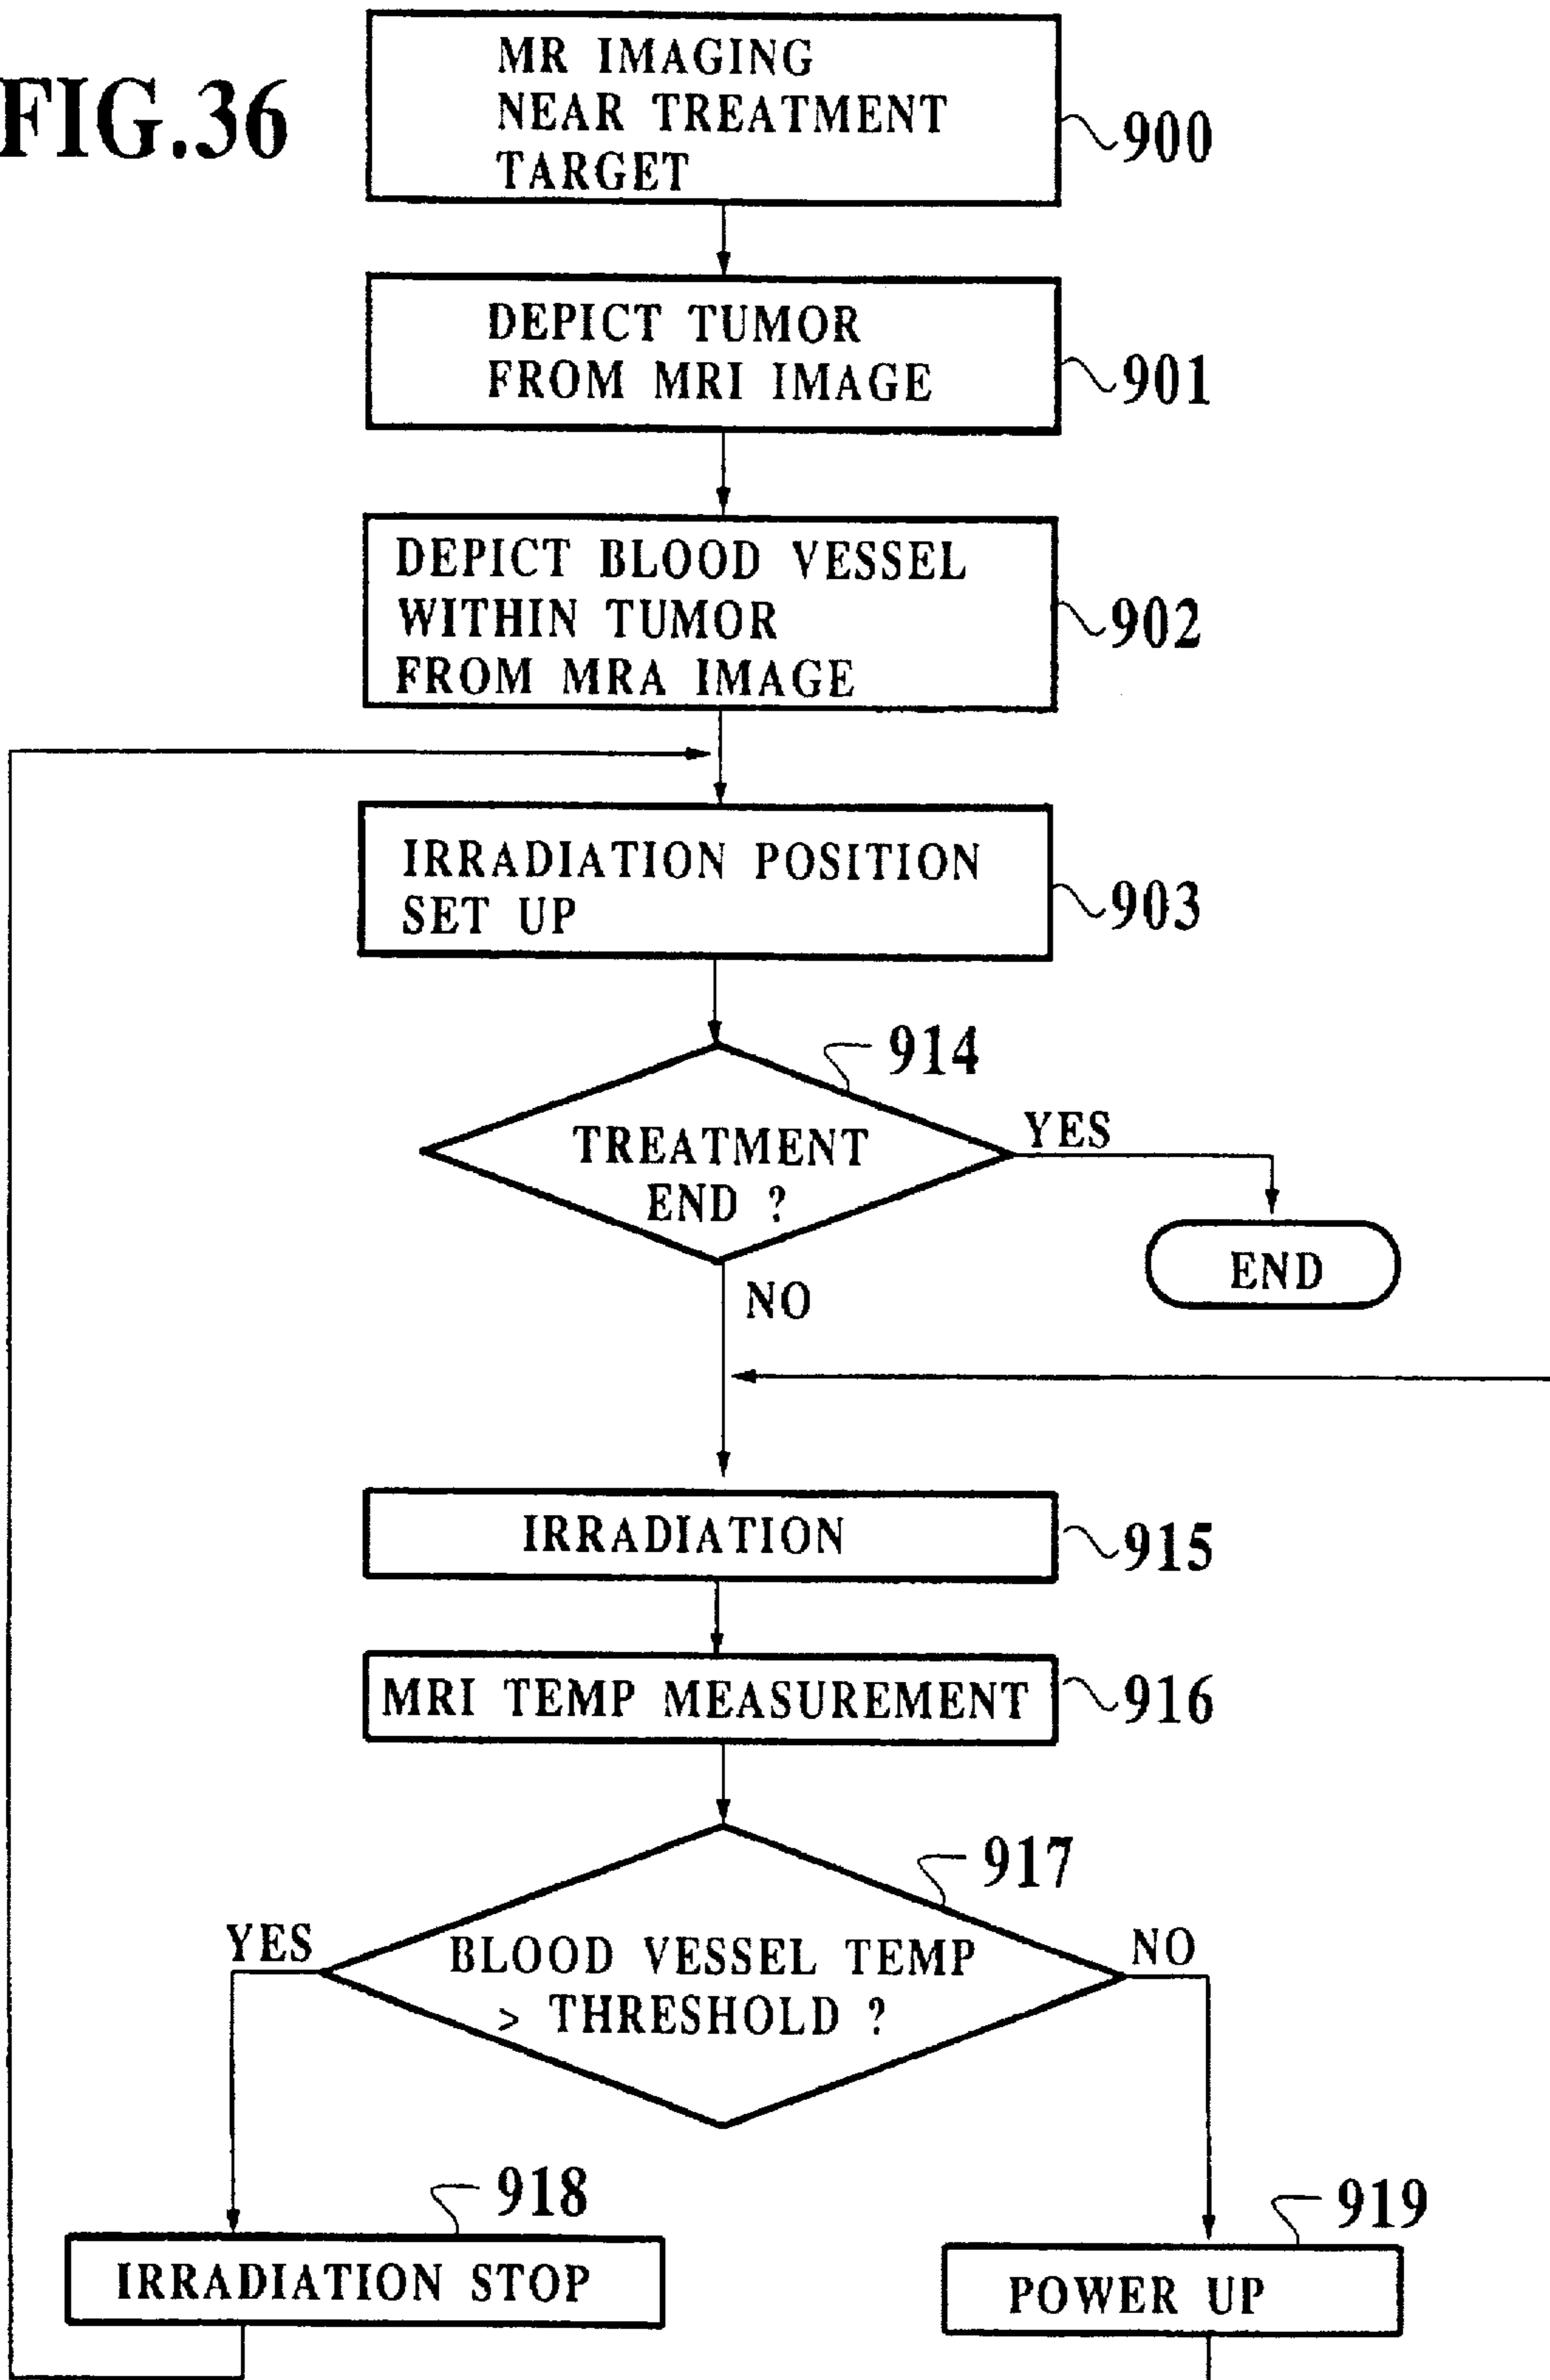 FIG.36
MR IMAGING
NEAR TREATMENT
TARGET
900
DEPICT TUMOR
FROM MRI IMAGE
901
DEPICT BLOOD VESSEL
WITHIN TUMOR
FROM MRA IMAGE
902
IRRADIATION POSITION
SET UP
903
914
TREATMENT
END ?
YES
END
NO
IRRADIATION
915
MRI TEMP MEASUREMENT
916
917
YES
BLOOD VESSEL TEMP
> THRESHOLD ?
NO
918
IRRADIATION STOP
919
POWER UP